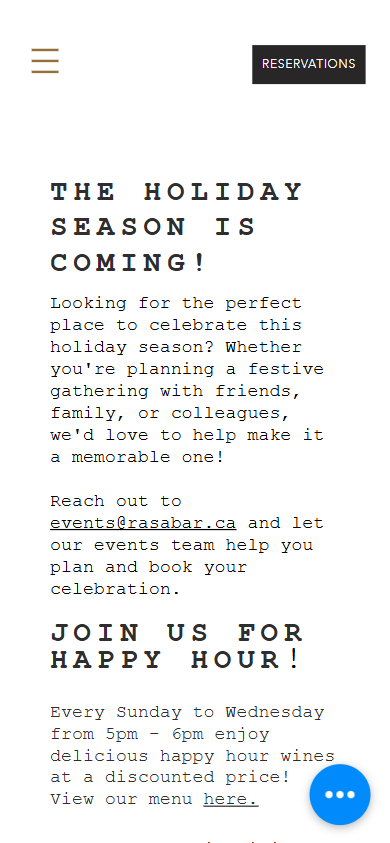 RESERVATIONS
THE HOLIDAY
SEASON IS
COMING!
Looking for the perfect
place to celebrate this
holiday season? Whether
you're planning a festive
gathering with friends,
family, or colleagues,
we'd love to help make it
a memorable one!
Reach out to
events@rasabar.ca and let
our events team help you
plan and book your
celebration.
JOIN US FOR
HAPPY HOUR!
Every Sunday to Wednesday
from 5pm - 6pm enjoy
delicious happy hour wines
at a discounted price!
View our menu here.